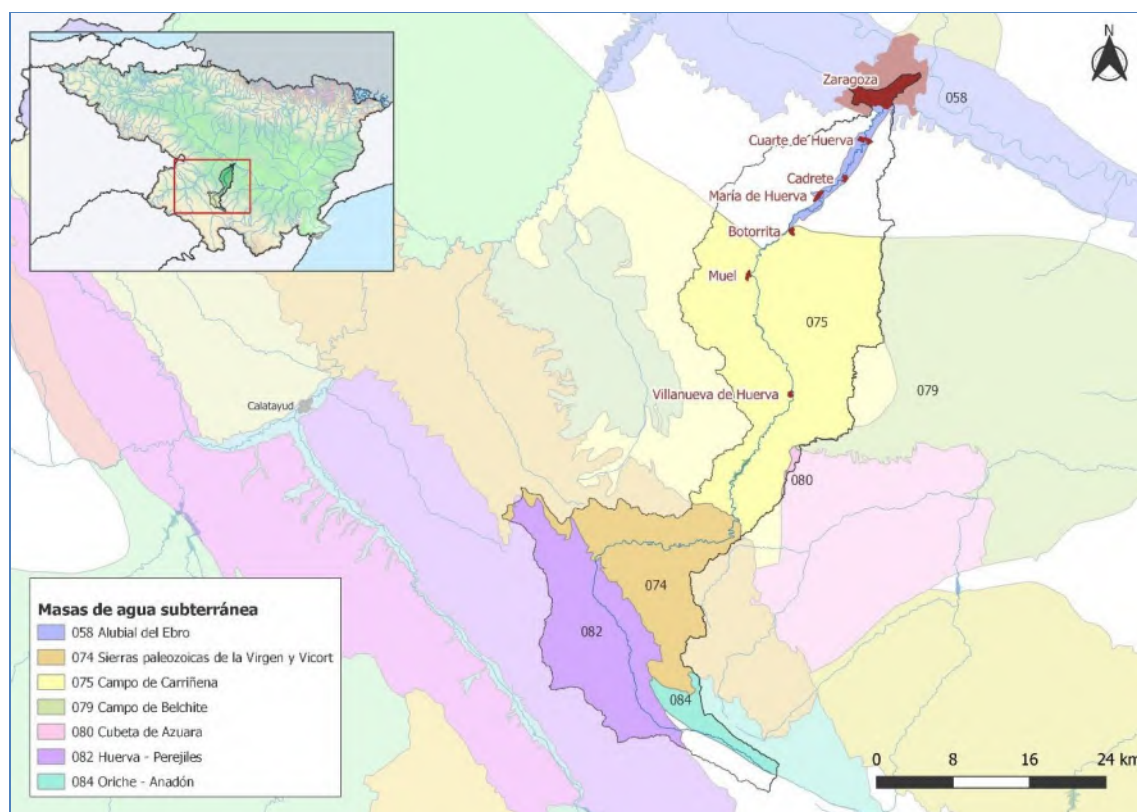 Zaragoza
058
Cuarte de Huerva
Cadrete
María de Huerva
Botorrita
Muel
075
Villanueva de Huerva
079
Calatayud
080
074
082
084
Masas de agua subterránea
058 Alubial del Ebro
074 Sierras paleozoicas de la Virgen y Vicort
075 Campo de Carriñena
079 Campo de Belchite
080 Cubeta de Azuara
082 Huerva - Perejiles
084 Oriche - Anadón
N
0 8 16 24 km